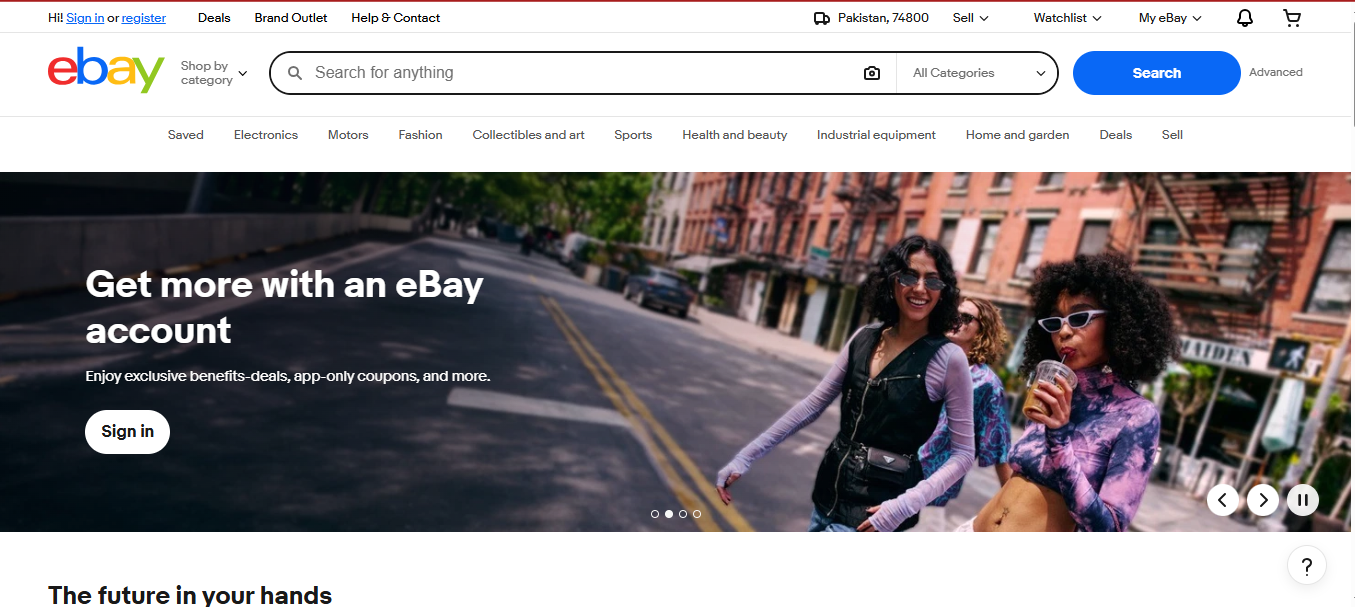 Hi! Sign in or register Deals Brand Outlet Help & Contact Pakistan, 74800 Sell Watchlist My eBay
ebay
Shop by category
Search for anything
All Categories
Search
Advanced
Saved Electronics Motors Fashion Collectibles and art Sports Health and beauty Industrial equipment Home and garden Deals Sell
Get more with an eBay
account
Enjoy exclusive benefits-deals, app-only coupons, and more.
Sign in
?
The future in your hands